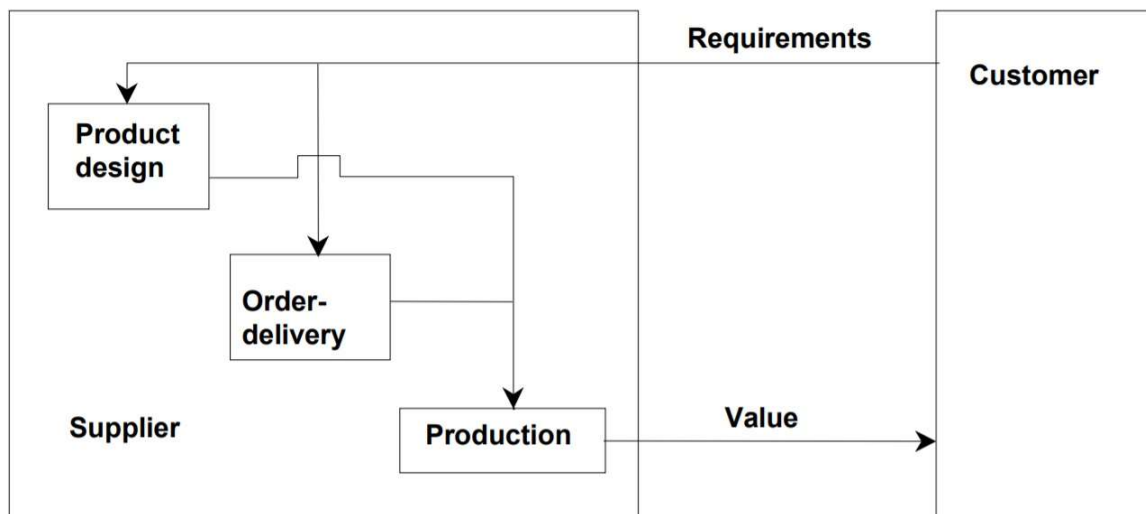 Requirements
Customer
Product
design
Order-
delivery
Supplier
Production
Value